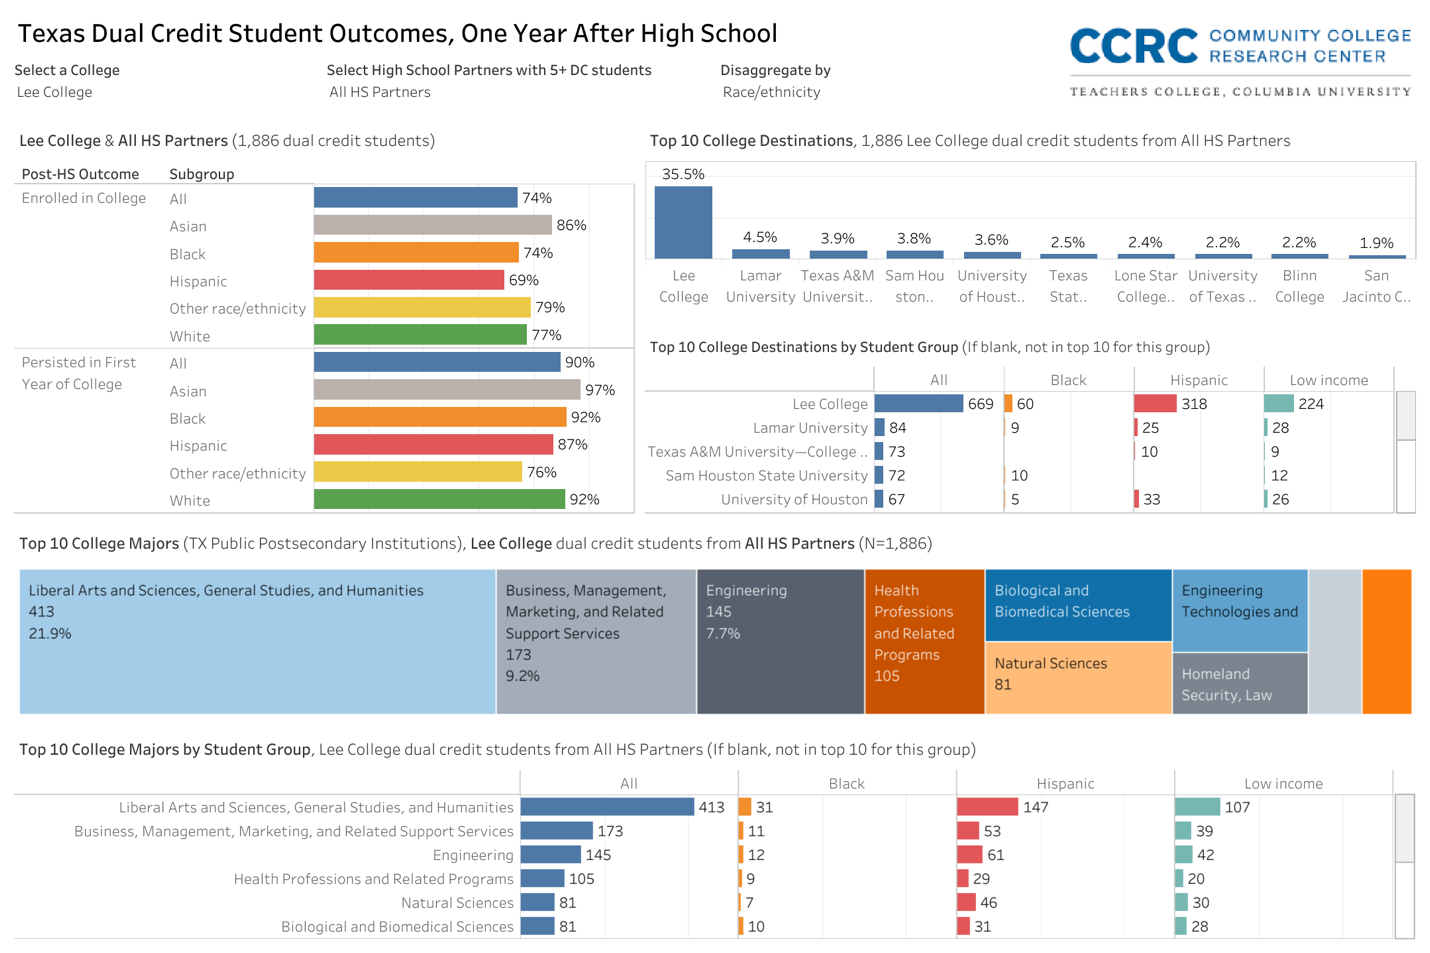 Texas Dual Credit Student Outcomes, One Year After High School
CCRC COMMUNITY COLLEGE RESEARCH CENTER
TEACHERS COLLEGE, COLUMBIA UNIVERSITY
Select a College
Lee College
Select High School Partners with 5+ DC students
All HS Partners
Disaggregate by
Race/ethnicity
Lee College & All HS Partners (1,886 dual credit students)
Post-HS Outcome Subgroup
Enrolled in College
All 74%
Asian 86%
Black 74%
Hispanic 69%
Other race/ethnicity 79%
White 77%
Persisted in First
Year of College
All 90%
Asian 97%
Black 92%
Hispanic 87%
Other race/ethnicity 76%
White 92%
Top 10 College Destinations, 1,886 Lee College dual credit students from All HS Partners
35.5% 4.5% 3.9% 3.8% 3.6% 2.5% 2.4% 2.2% 2.2% 1.9%
Lee Lamar Texas A&M Sam Hou University Texas Lone Star University Blinn San
College University Universit.. ston.. of Houst.. Stat.. College.. of Texas .. College Jacinto C..
Top 10 College Destinations by Student Group (If blank, not in top 10 for this group)
All Black Hispanic Low income
Lee College 669 60 318 224
Lamar University 84 9 25 28
Texas A&M University—College .. 73 10 9
Sam Houston State University 72 10 12
University of Houston 67 5 33 26
Top 10 College Majors (TX Public Postsecondary Institutions), Lee College dual credit students from All HS Partners (N=1,886)
Liberal Arts and Sciences, General Studies, and Humanities
413
21.9%
Business, Management,
Marketing, and Related
Support Services
173
9.2%
Engineering
145
7.7%
Health
Professions
and Related
Programs
105
Biological and
Biomedical Sciences
Natural Sciences
81
Engineering
Technologies and
Homeland
Security, Law
Top 10 College Majors by Student Group, Lee College dual credit students from All HS Partners (If blank, not in top 10 for this group)
All Black Hispanic Low income
Liberal Arts and Sciences, General Studies, and Humanities 413 31 147 107
Business, Management, Marketing, and Related Support Services 173 11 53 39
Engineering 145 12 61 42
Health Professions and Related Programs 105 9 29 20
Natural Sciences 81 7 46 30
Biological and Biomedical Sciences 81 10 31 28